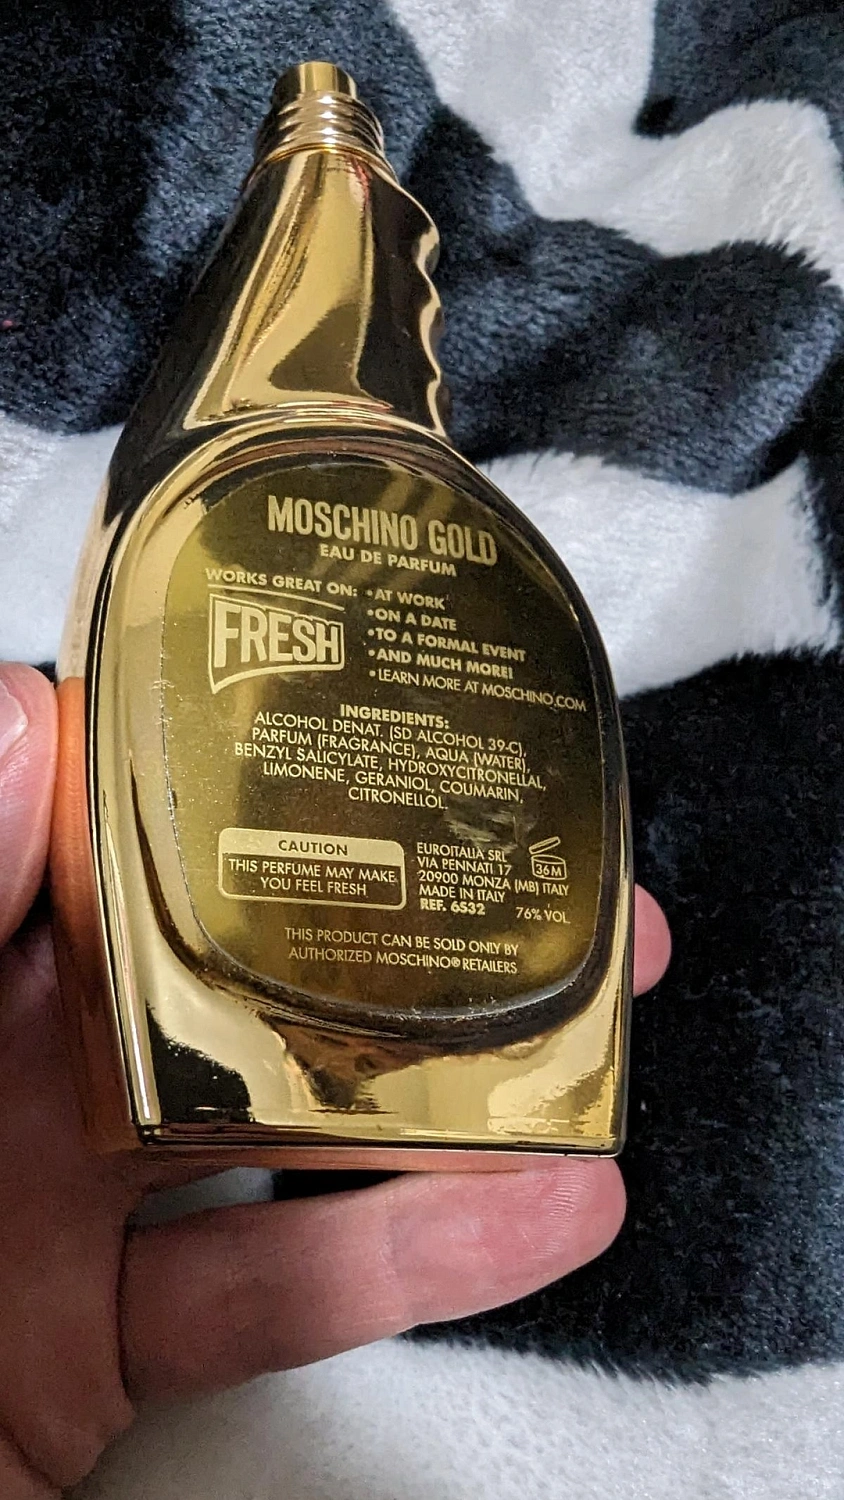 MOSCHINO GOLD
EAU DE PARFUM
WORKS GREAT ON:
FRESH
•AT WORK
•ON A DATE
•TO A FORMAL EVENT
•AND MUCH MORE!
•LEARN MORE AT MOSCHINO.COM
INGREDIENTS:
ALCOHOL DENAT. (SD ALCOHOL 39-C),
PARFUM (FRAGRANCE), AQUA (WATER),
BENZYL SALICYLATE, HYDROXYCITRONELLAL,
LIMONENE, GERANIOL, COUMARIN,
CITRONELLOL.
CAUTION
THIS PERFUME MAY MAKE
YOU FEEL FRESH
EUROITALIA SRL
VIA PENNATI 17
20900 MONZA (MB) ITALY
MADE IN ITALY
REF. 6532
36M
76% VOL.
THIS PRODUCT CAN BE SOLD ONLY BY
AUTHORIZED MOSCHINO® RETAILERS